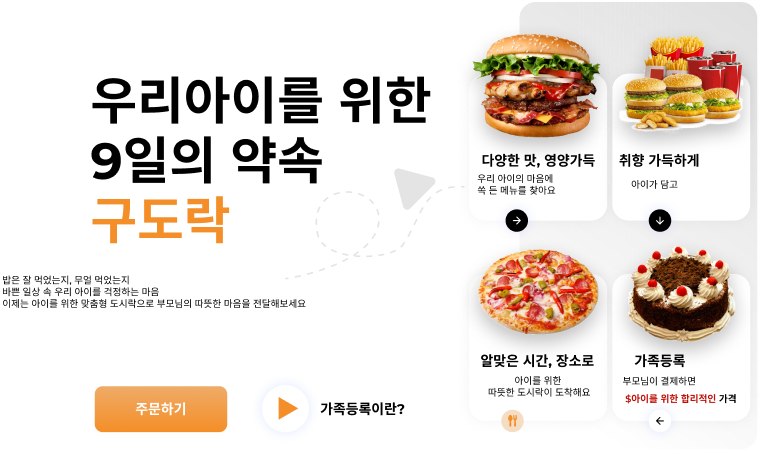 우리아이를 위한
9일의 약속
구도락
밥은 잘 먹었는지, 무얼 먹었는지
바쁜 일상 속 우리 아이를 걱정하는 마음
이제는 아이를 위한 맞춤형 도시락으로 부모님의 따뜻한 마음을 전달해보세요
주문하기
가족등록이란?
다양한 맛, 영양가득
우리 아이의 마음에
쏙 든 메뉴를 찾아요
취향 가득하게
아이가 담고
알맞은 시간, 장소로
아이를 위한
따뜻한 도시락이 도착해요
가족등록
부모님이 결제하면
$아이를 위한 합리적인 가격